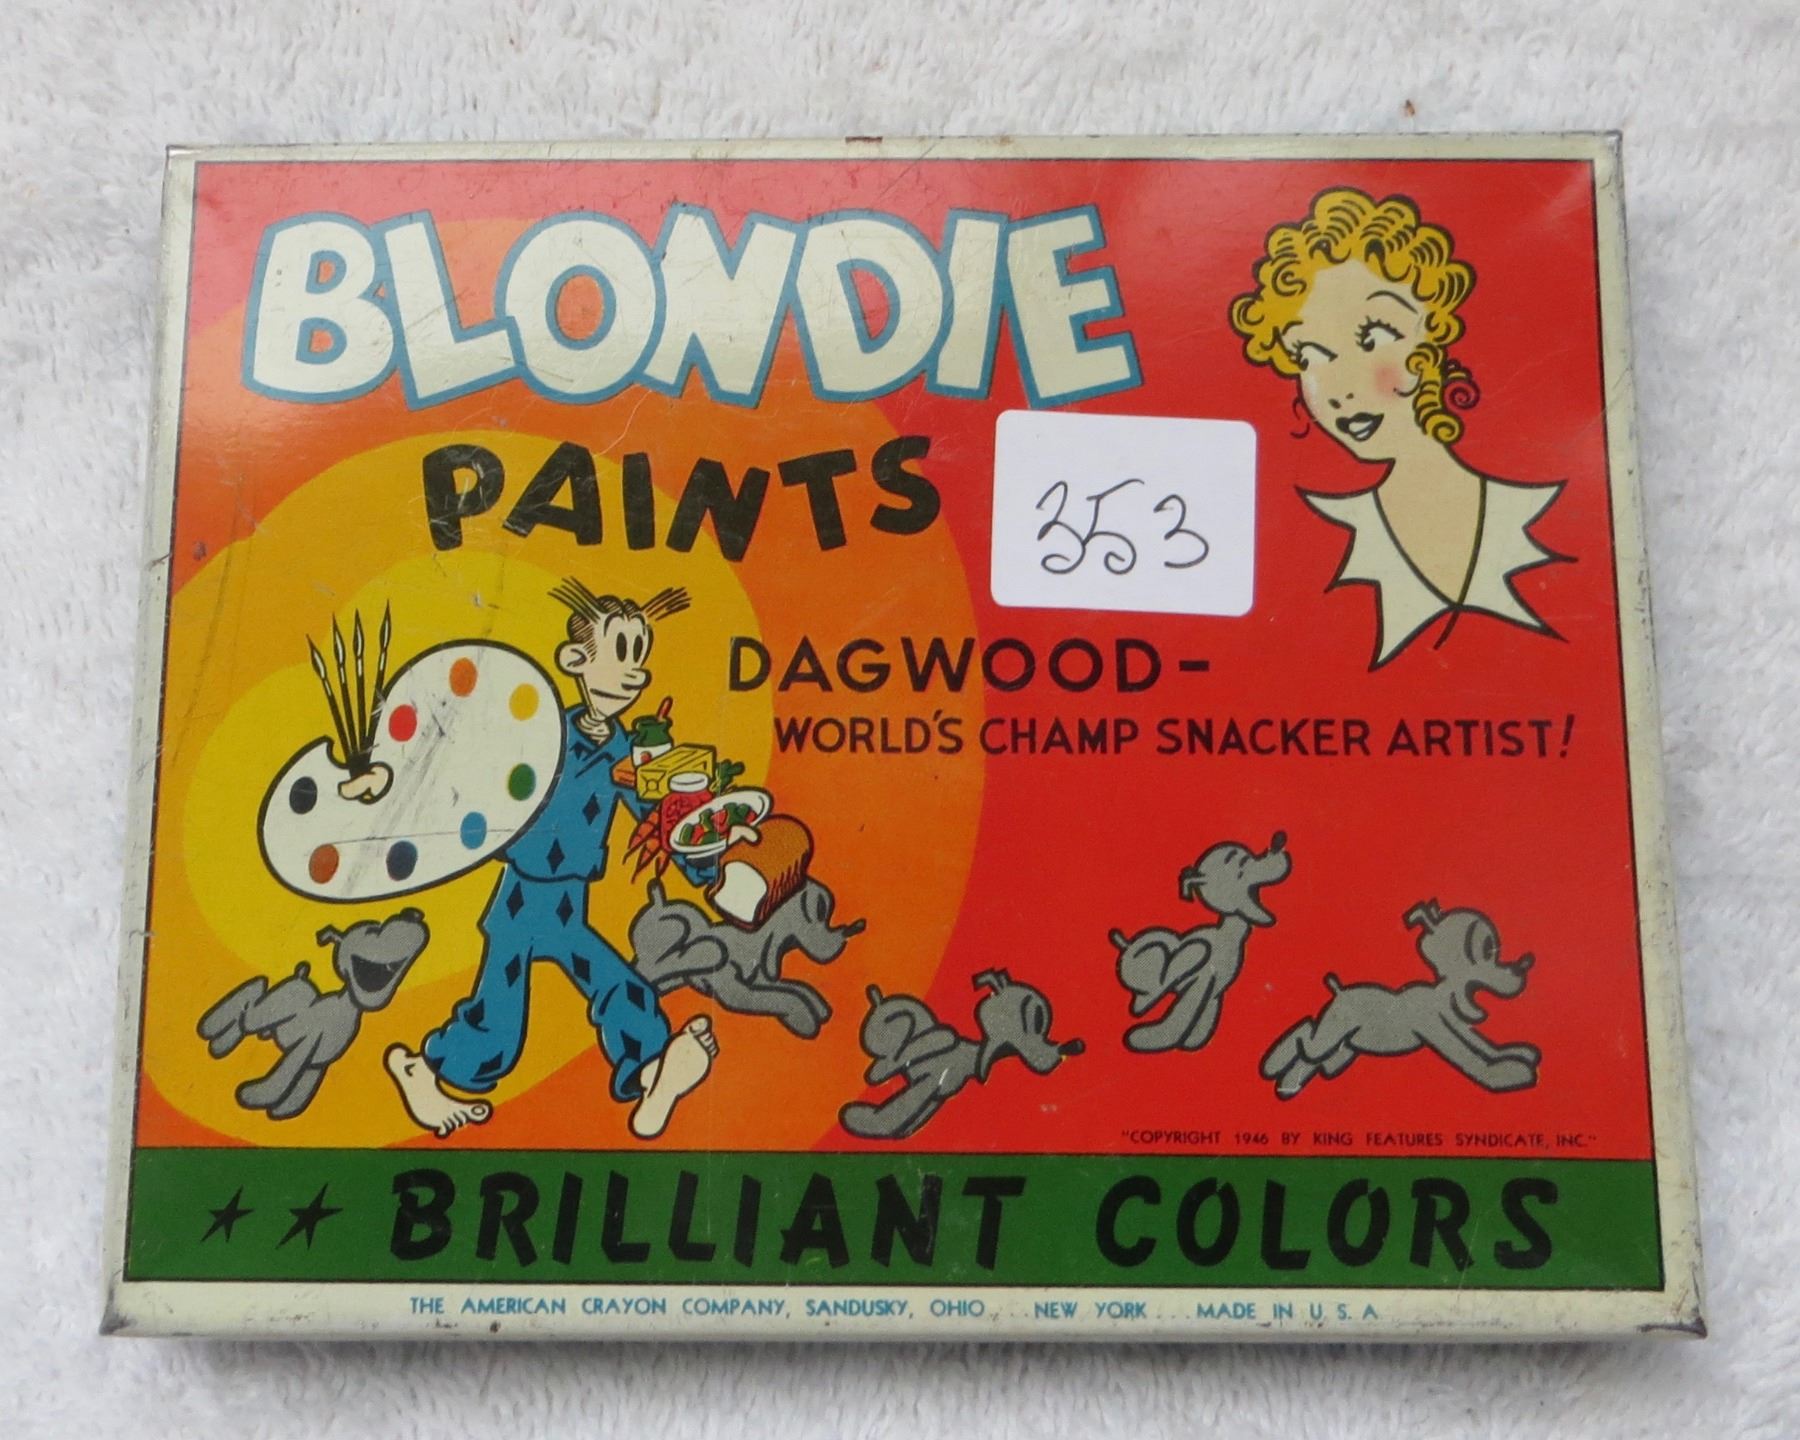 BLONDIE
PAINTS
353
DAGWOOD-
WORLD'S CHAMP SNACKER ARTIST!
"COPYRIGHT 1946 BY KING FEATURES SYNDICATE, INC."
BRILLIANT COLORS
THE AMERICAN CRAYON COMPANY, SANDUSKY, OHIO...NEW YORK...MADE IN U.S.A